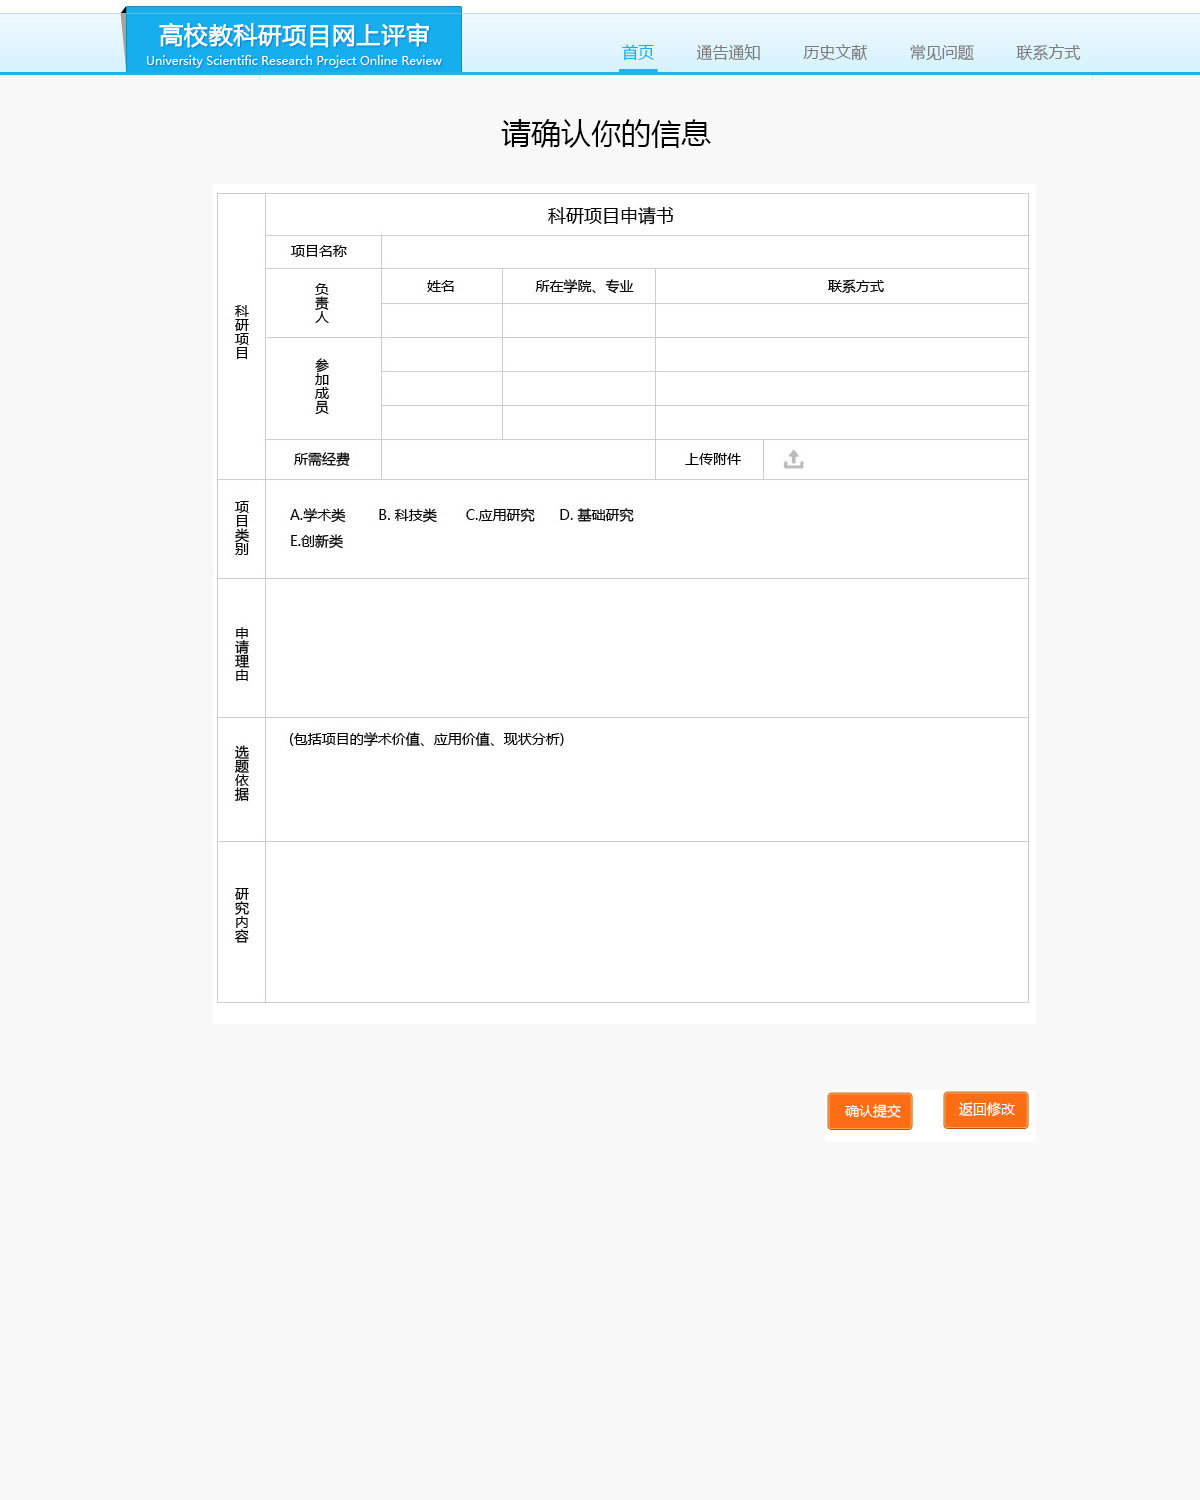 高校教科研项目网上评审
University Scientific Research Project Online Review
首页 通告通知 历史文献 常见问题 联系方式
请确认你的信息
科研项目申请书
科研项目
项目名称
负责人
姓名 所在学院、专业 联系方式
参加成员
所需经费 上传附件
项目类别
A.学术类 B. 科技类 C.应用研究 D. 基础研究
E.创新类
申请理由
选题依据
(包括项目的学术价值、应用价值、现状分析)
研究内容
确认提交 返回修改